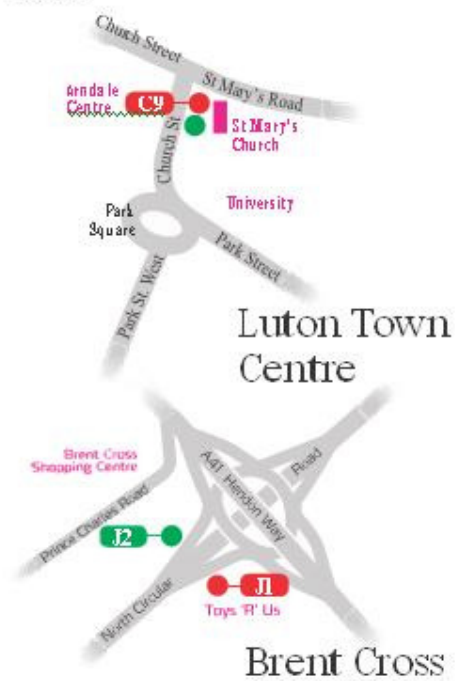 Church Street
St Mary's Road
Arndale
Centre
C9
St Mary's
Church
Church St
University
Park
Square
Park Street
Park St. West
Luton Town
Centre
Brent Cross
Shopping Centre
A41 Hendon Way
Road
Prince Charles Road
J2
North Circular
J1
Toys 'R' Us
Brent Cross